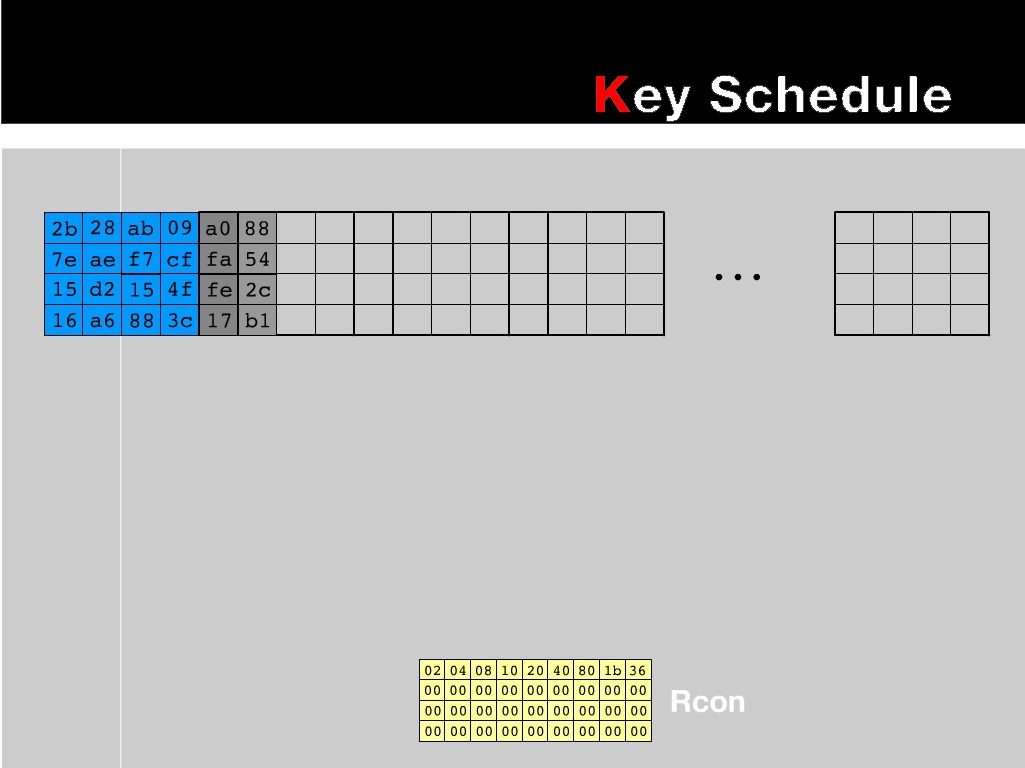 Key Schedule
2b 28 ab 09 a0 88
7e ae f7 cf fa 54
15 d2 15 4f fe 2c
16 a6 88 3c 17 b1
...
02 04 08 10 20 40 80 1b 36
00 00 00 00 00 00 00 00 00
00 00 00 00 00 00 00 00 00
00 00 00 00 00 00 00 00 00
Rcon